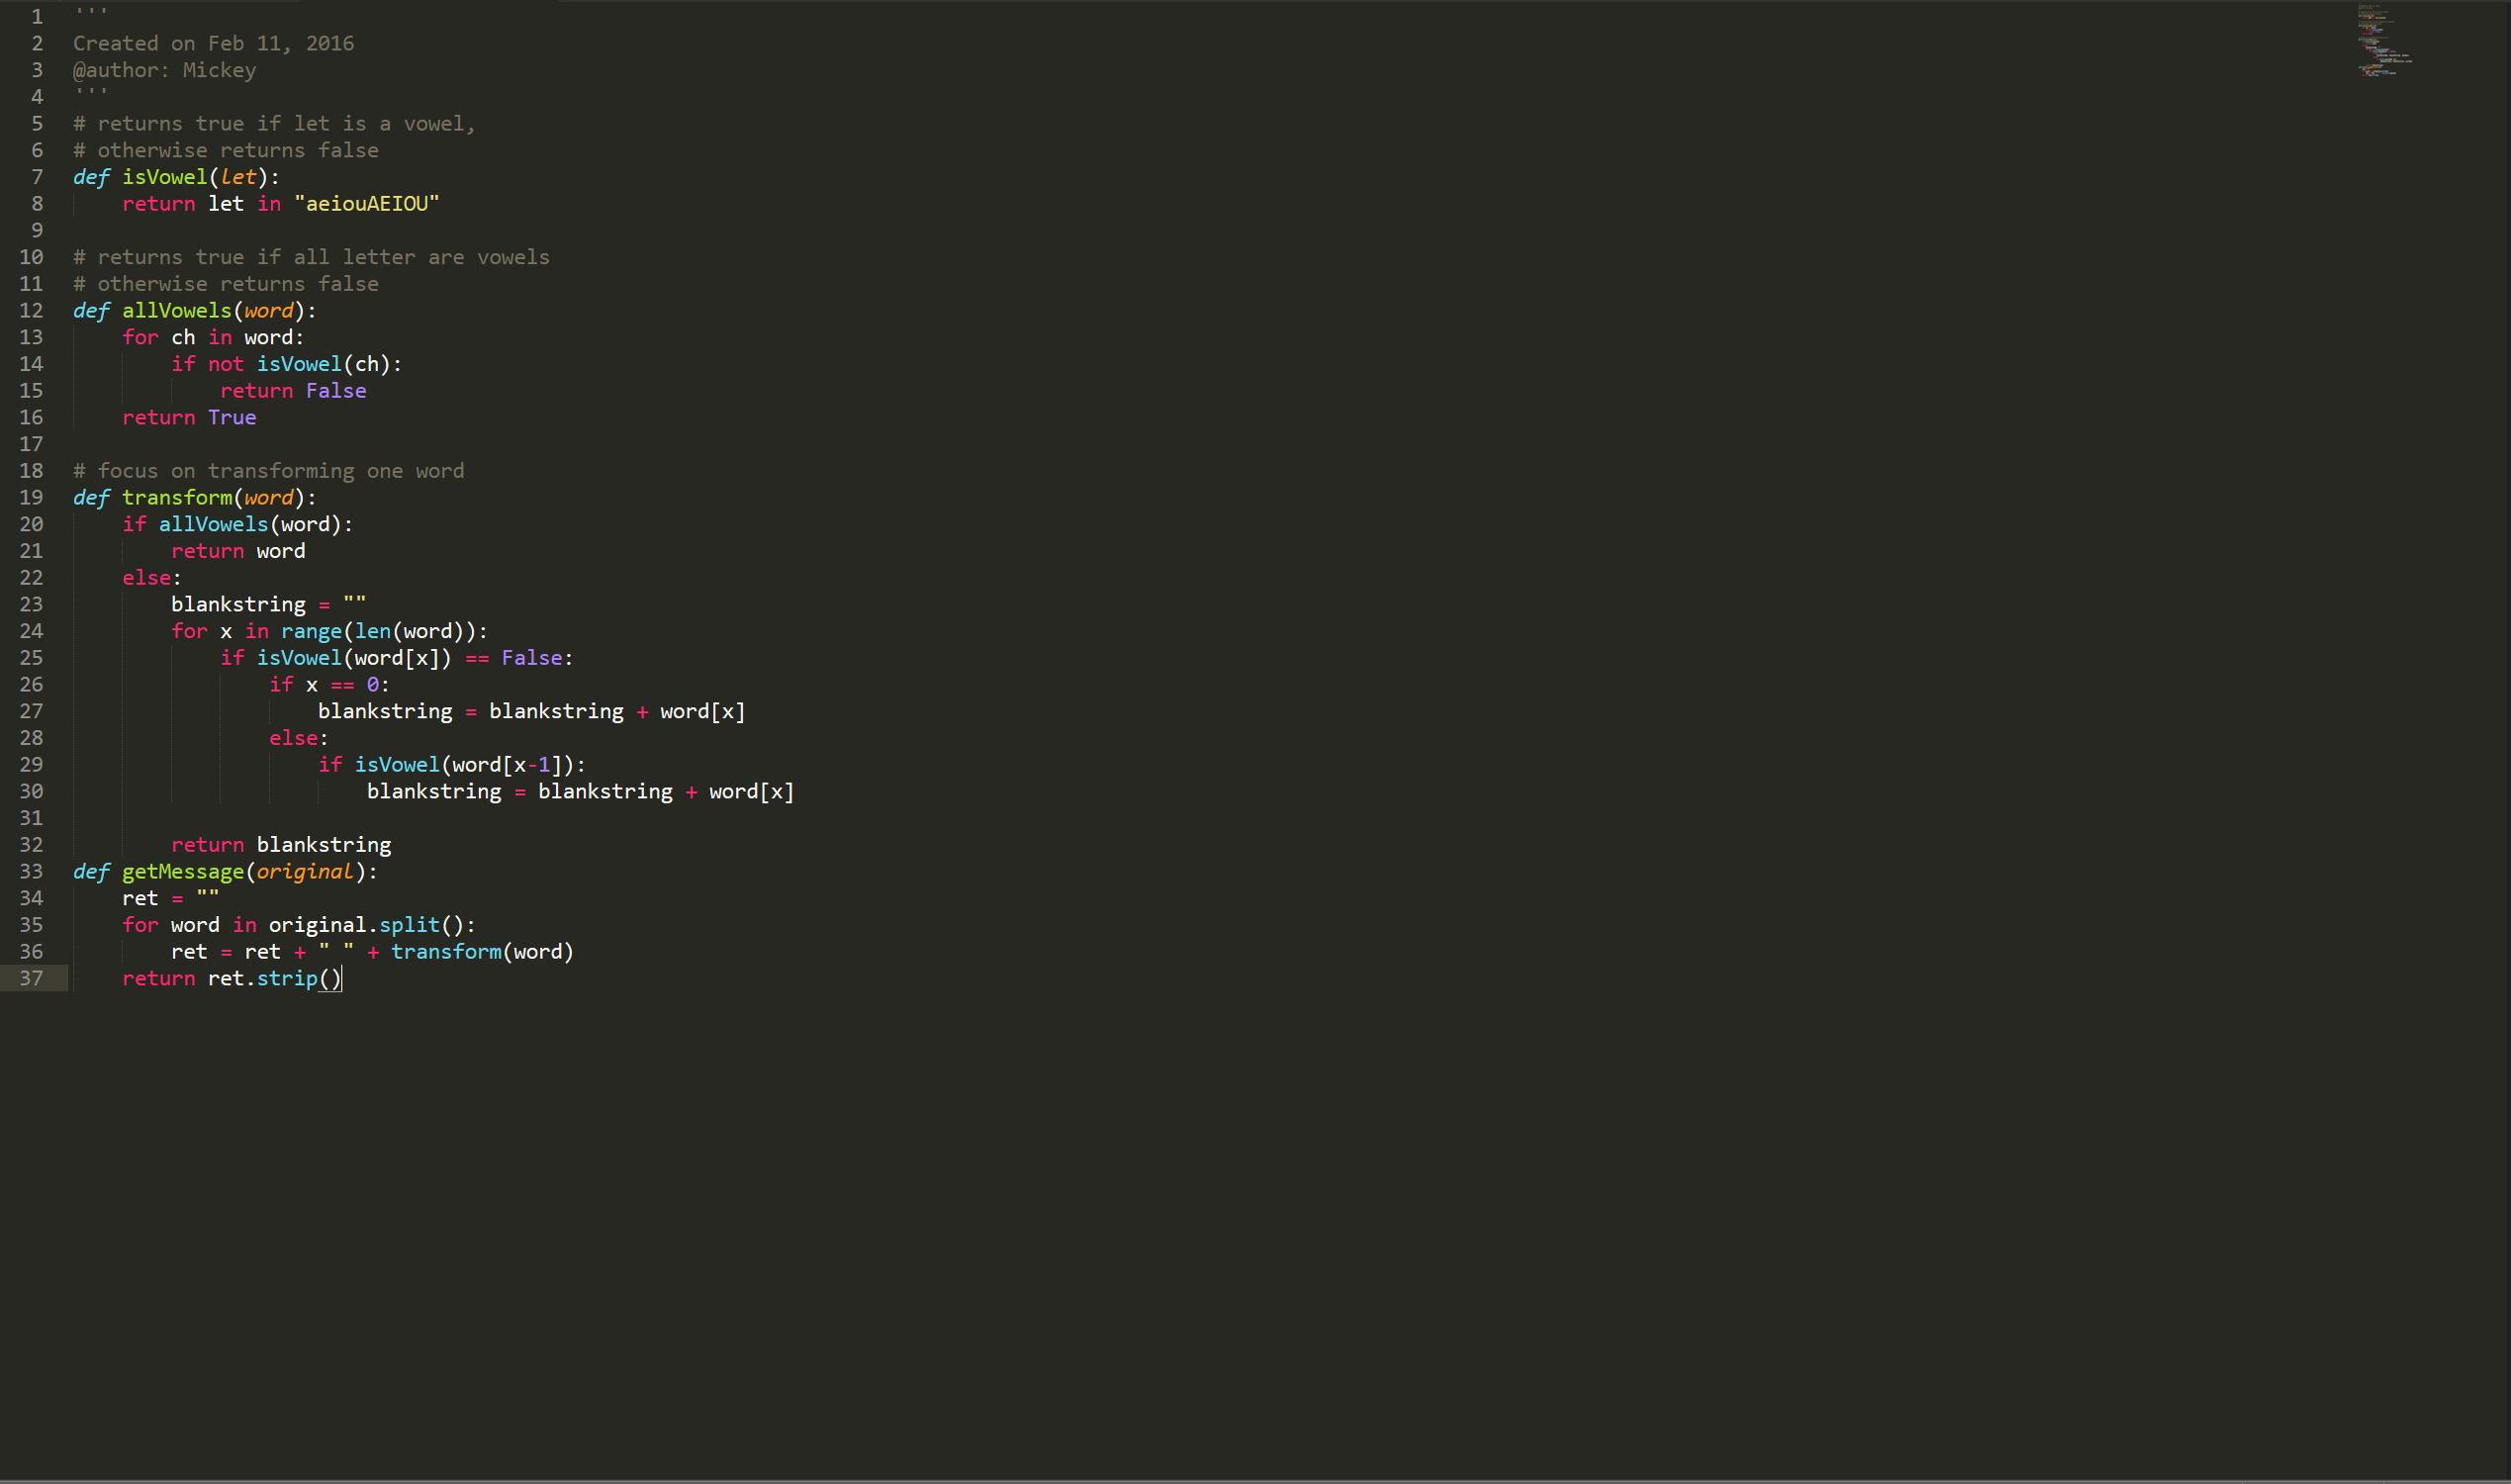 1 '''
2 Created on Feb 11, 2016
3 @author: Mickey
4 '''
5 # returns true if let is a vowel,
6 # otherwise returns false
7 def isVowel(let):
8     return let in "aeiouAEIOU"
9
10 # returns true if all letter are vowels
11 # otherwise returns false
12 def allVowels(word):
13     for ch in word:
14         if not isVowel(ch):
15             return False
16     return True
17
18 # focus on transforming one word
19 def transform(word):
20     if allVowels(word):
21         return word
22     else:
23         blankstring = ""
24         for x in range(len(word)):
25             if isVowel(word[x]) == False:
26                 if x == 0:
27                     blankstring = blankstring + word[x]
28                 else:
29                     if isVowel(word[x-1]):
30                         blankstring = blankstring + word[x]
31
32         return blankstring
33 def getMessage(original):
34     ret = ""
35     for word in original.split():
36         ret = ret + " " + transform(word)
37     return ret.strip()